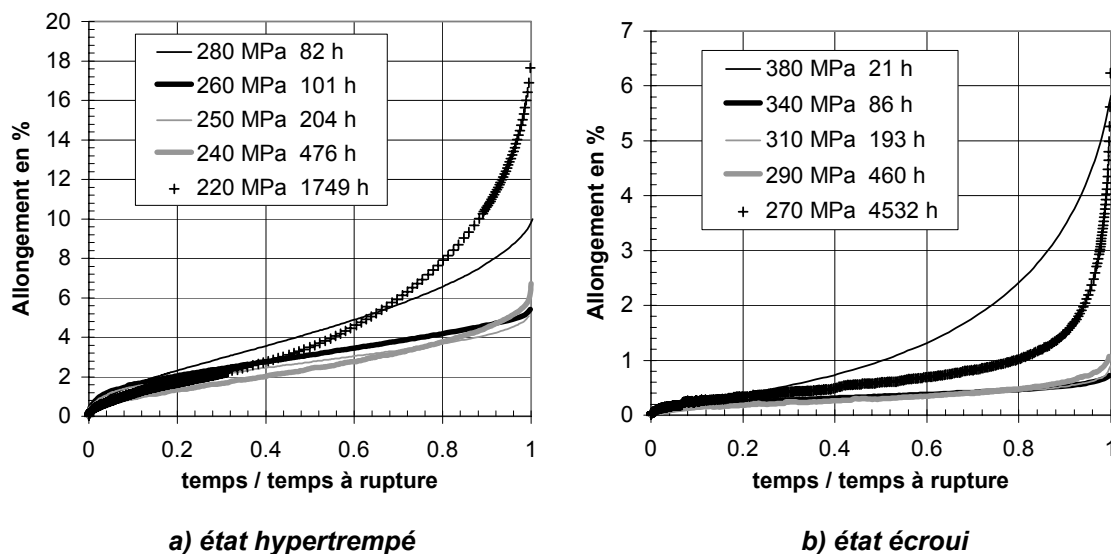 20
18
16
14
12
10
8
6
4
2
0
Allongement en %
280 MPa 82 h
260 MPa 101 h
250 MPa 204 h
240 MPa 476 h
220 MPa 1749 h
0 0.2 0.4 0.6 0.8 1
temps / temps à rupture
a) état hypertrempé
7
6
5
4
3
2
1
0
Allongement en %
380 MPa 21 h
340 MPa 86 h
310 MPa 193 h
290 MPa 460 h
270 MPa 4532 h
0 0.2 0.4 0.6 0.8 1
temps / temps à rupture
b) état écroui